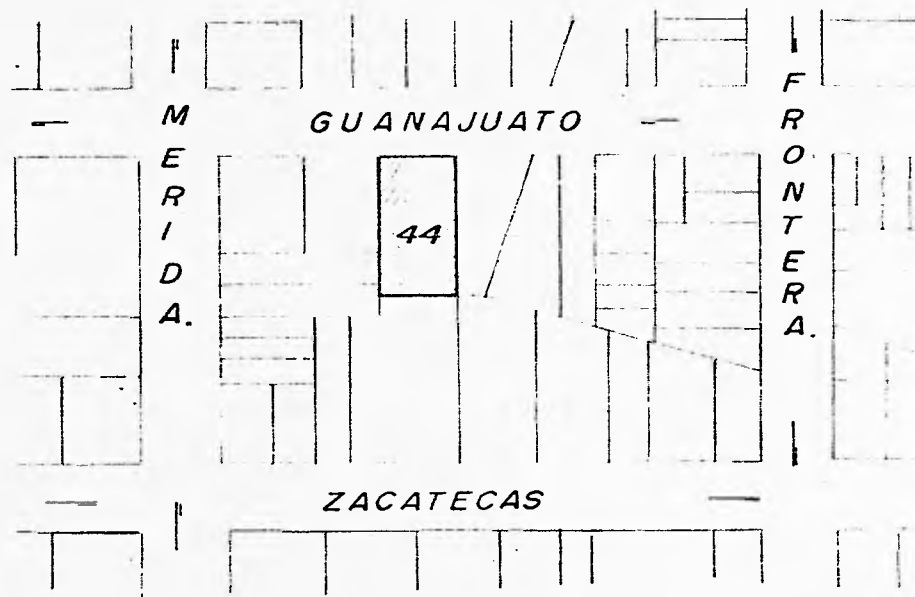 GUANAJUATO
MERIDA.
FRONTERA.
44
ZACATECAS